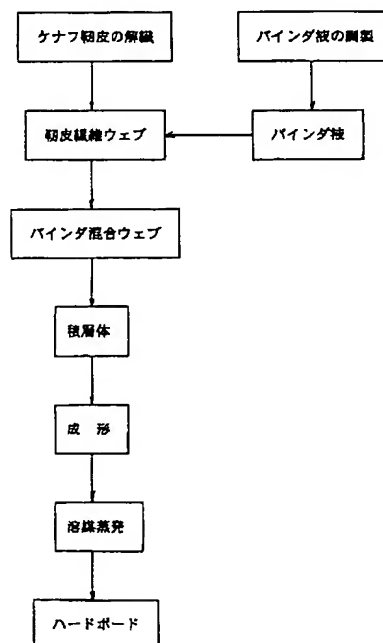 ケナフ靭皮の解繊
バインダ液の調製
靭皮繊維ウェブ
バインダ液
バインダ混合ウェブ
積層体
成 形
溶媒蒸発
ハードボード